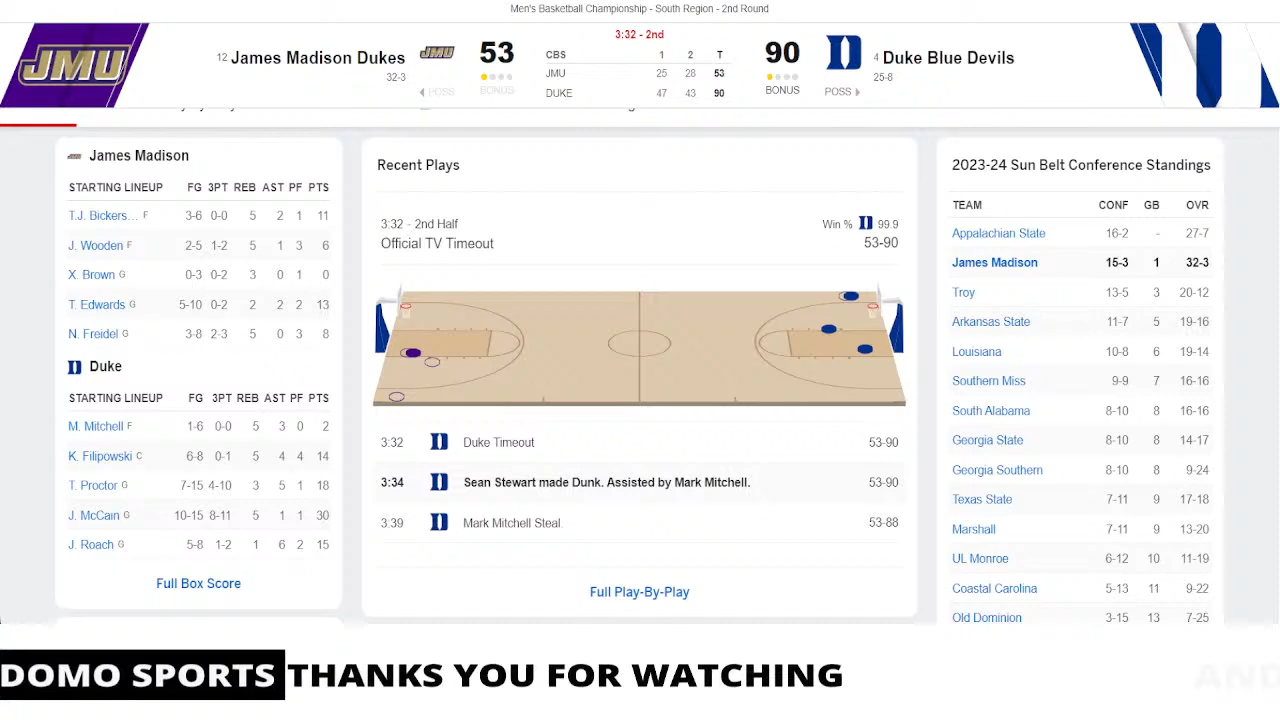 Men's Basketball Championship - South Region - 2nd Round
JMU
12 James Madison Dukes
32-3
JMU
53
POSS
BONUS
3:32 - 2nd
CBS 1 2 T
JMU 25 28 53
DUKE 47 43 90
90
BONUS
D
POSS
4 Duke Blue Devils
25-8
James Madison
STARTING LINEUP FG 3PT REB AST PF PTS
T.J. Bickers... F 3-6 0-0 5 2 1 11
J. Wooden F 2-5 1-2 5 1 3 6
X. Brown G 0-3 0-2 3 0 1 0
T. Edwards G 5-10 0-2 2 2 2 13
N. Freidel G 3-8 2-3 5 0 3 8
Duke
STARTING LINEUP FG 3PT REB AST PF PTS
M. Mitchell F 1-6 0-0 5 3 0 2
K. Filipowski C 6-8 0-1 5 4 4 14
T. Proctor G 7-15 4-10 3 5 1 18
J. McCain G 10-15 8-11 5 1 1 30
J. Roach G 5-8 1-2 1 6 2 15
Full Box Score
Recent Plays
3:32 - 2nd Half
Official TV Timeout
Win % 99.9
53-90
3:32 Duke Timeout 53-90
3:34 Sean Stewart made Dunk. Assisted by Mark Mitchell. 53-90
3:39 Mark Mitchell Steal. 53-88
Full Play-By-Play
2023-24 Sun Belt Conference Standings
TEAM CONF GB OVR
Appalachian State 16-2 - 27-7
James Madison 15-3 1 32-3
Troy 13-5 3 20-12
Arkansas State 11-7 5 19-16
Louisiana 10-8 6 19-14
Southern Miss 9-9 7 16-16
South Alabama 8-10 8 16-16
Georgia State 8-10 8 14-17
Georgia Southern 8-10 8 9-24
Texas State 7-11 9 17-18
Marshall 7-11 9 13-20
UL Monroe 6-12 10 11-19
Coastal Carolina 5-13 11 9-22
Old Dominion 3-15 13 7-25
DOMO SPORTS THANKS YOU FOR WATCHING
AND